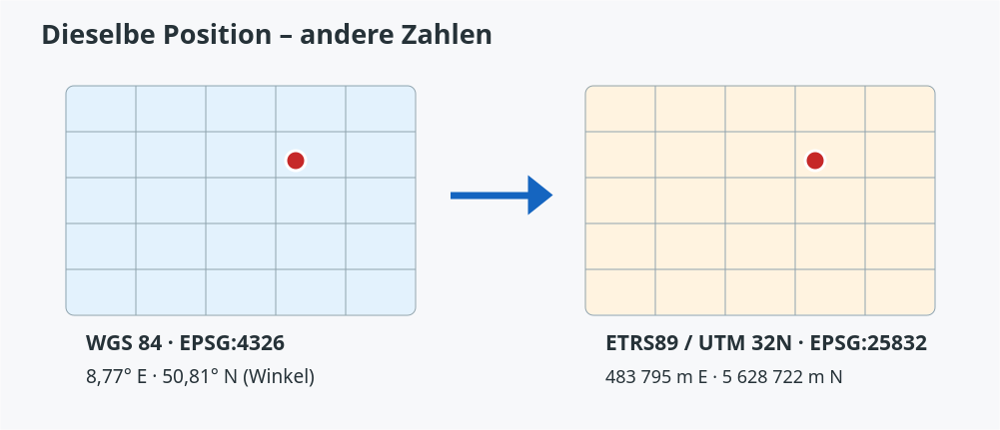 Dieselbe Position – andere Zahlen
WGS 84 · EPSG:4326
8,77° E · 50,81° N (Winkel)
ETRS89 / UTM 32N · EPSG:25832
483 795 m E · 5 628 722 m N